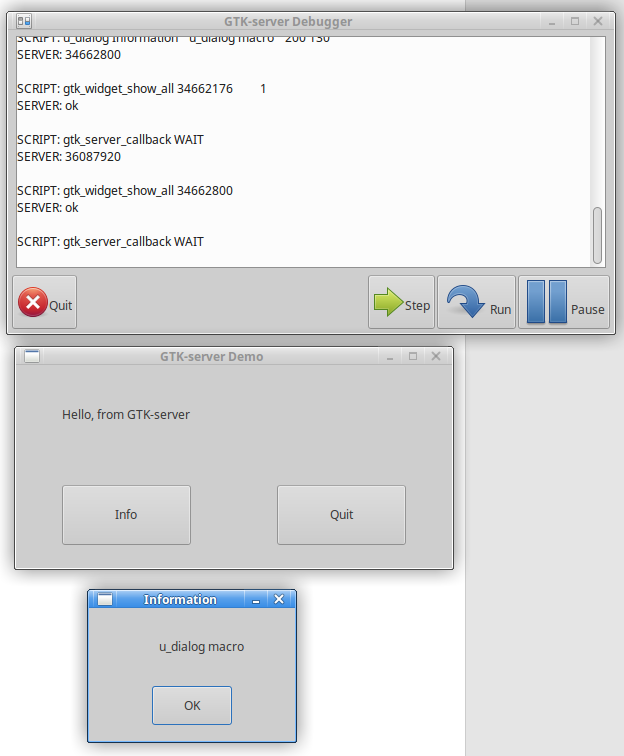 GTK-server Debugger
SCRIPT: u_dialog Information u_dialog macro 200 130
SERVER: 34662800
SCRIPT: gtk_widget_show_all 34662176 1
SERVER: ok
SCRIPT: gtk_server_callback WAIT
SERVER: 36087920
SCRIPT: gtk_widget_show_all 34662800
SERVER: ok
SCRIPT: gtk_server_callback WAIT
Quit
Step
Run
Pause
GTK-server Demo
Hello, from GTK-server
Info
Quit
Information
u_dialog macro
OK